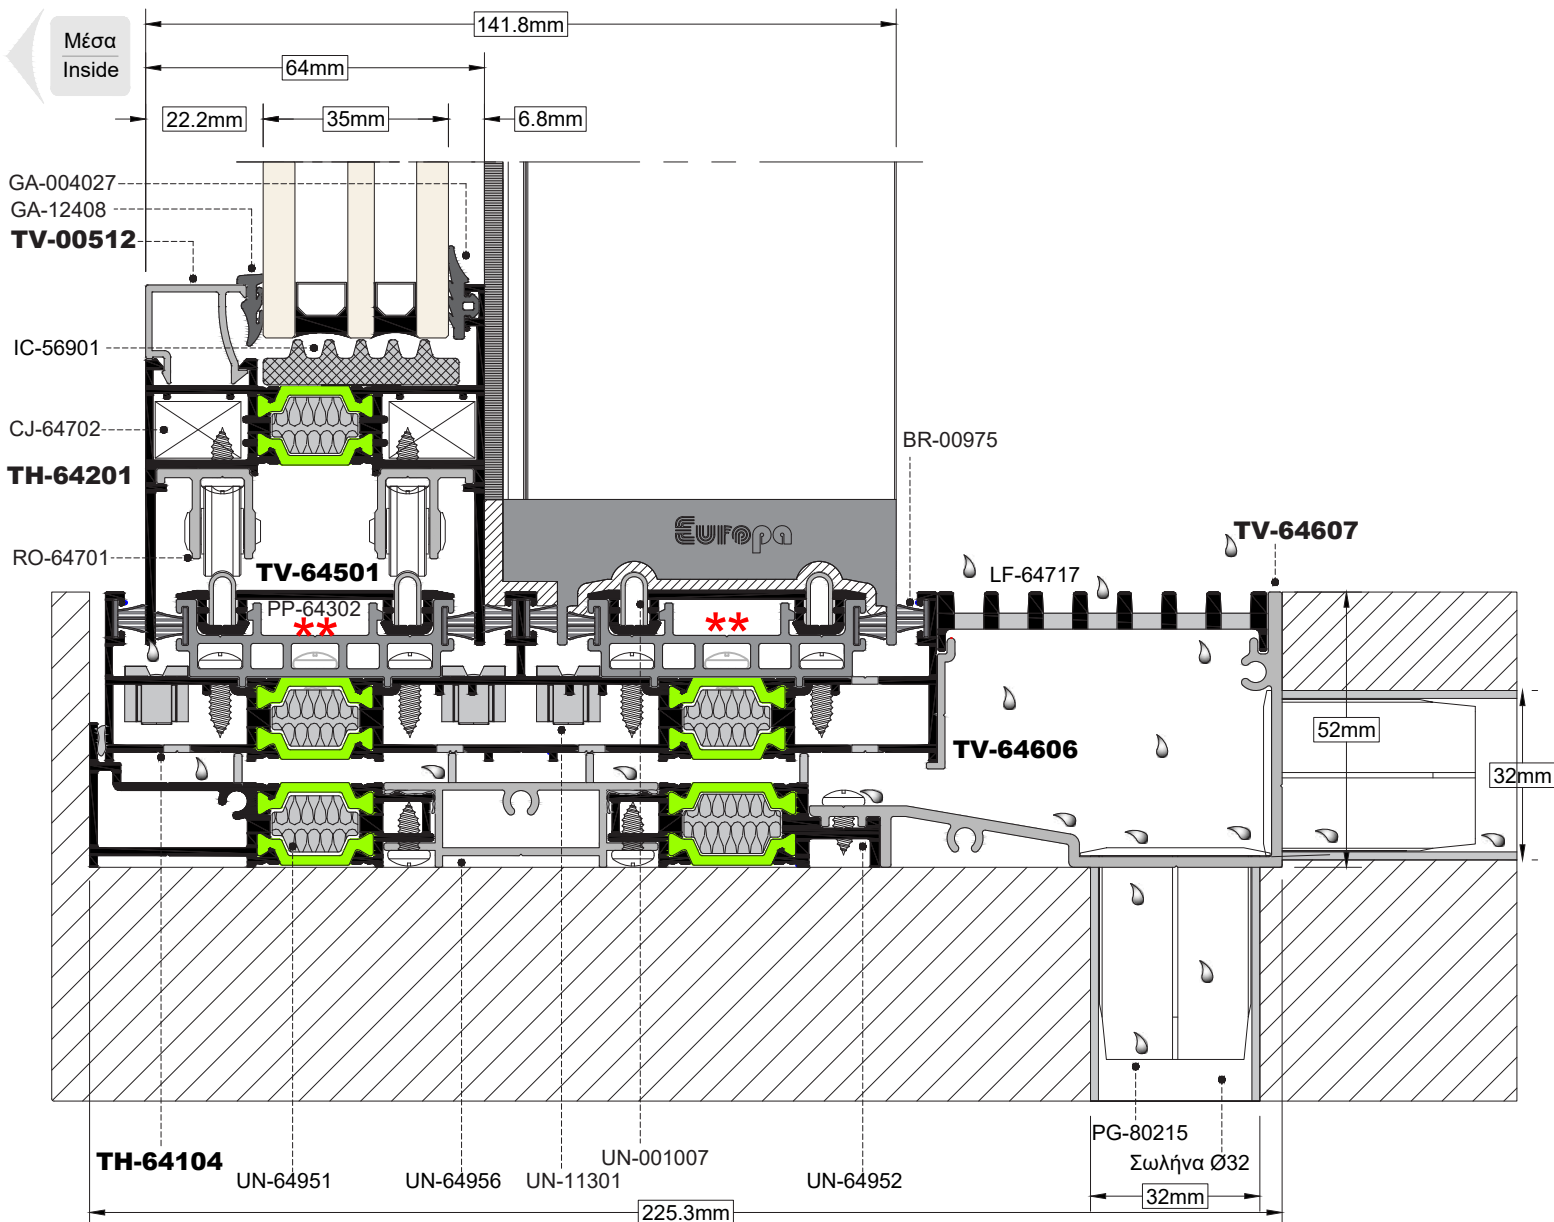 141.8mm
Μέσα
Inside
64mm
22.2mm
35mm
6.8mm
GA-004027
GA-12408
TV-00512
IC-56901
CJ-64702
TH-64201
BR-00975
Europa
TV-64607
RO-64701
TV-64501
LF-64717
PP-64302
**
**
TV-64606
52mm
32mm
PG-80215
Σωλήνα Ø32
TH-64104
UN-64951
UN-64956
UN-11301
UN-001007
UN-64952
32mm
225.3mm